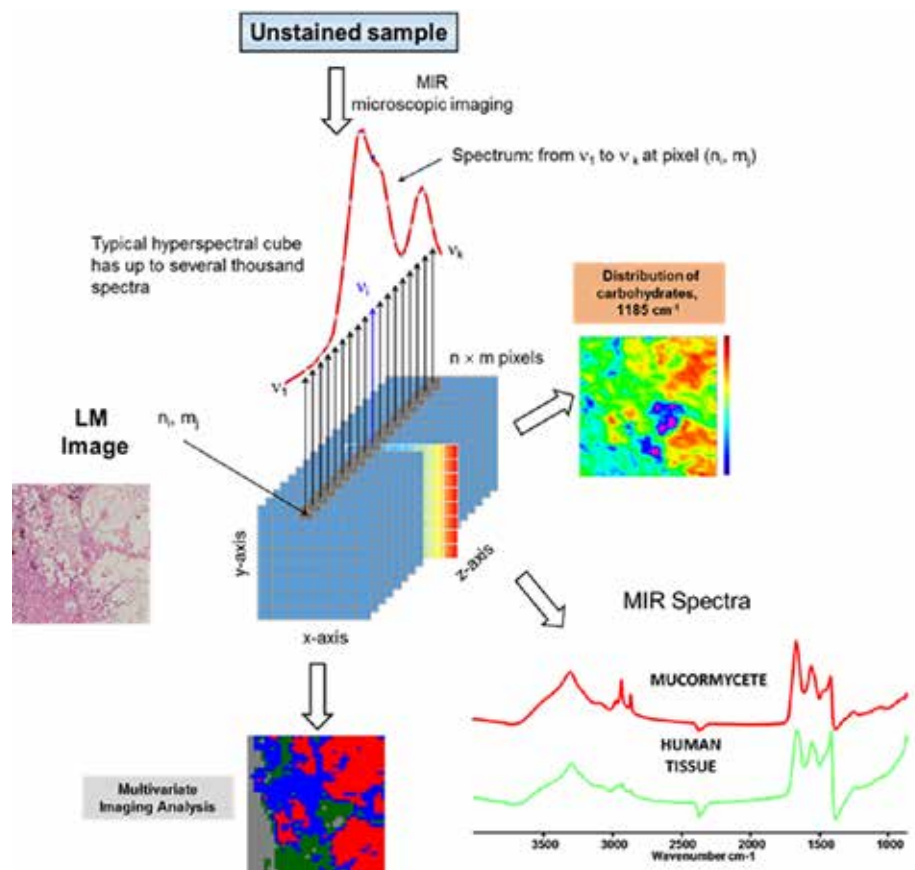 Unstained sample
MIR
microscopic imaging
Spectrum: from ν1 to ν k at pixel (ni, mj)
Typical hyperspectral cube
has up to several thousand
spectra
νk
νi
ν1
n × m pixels
Distribution of
carbohydrates,
1185 cm-1
LM
Image
ni, mj
y-axis
z-axis
x-axis
MIR Spectra
MUCORMYCETE
HUMAN
TISSUE
3500 3000 2500 2000 1500 1000
Wavenumber cm-1
Multivariate
Imaging Analysis